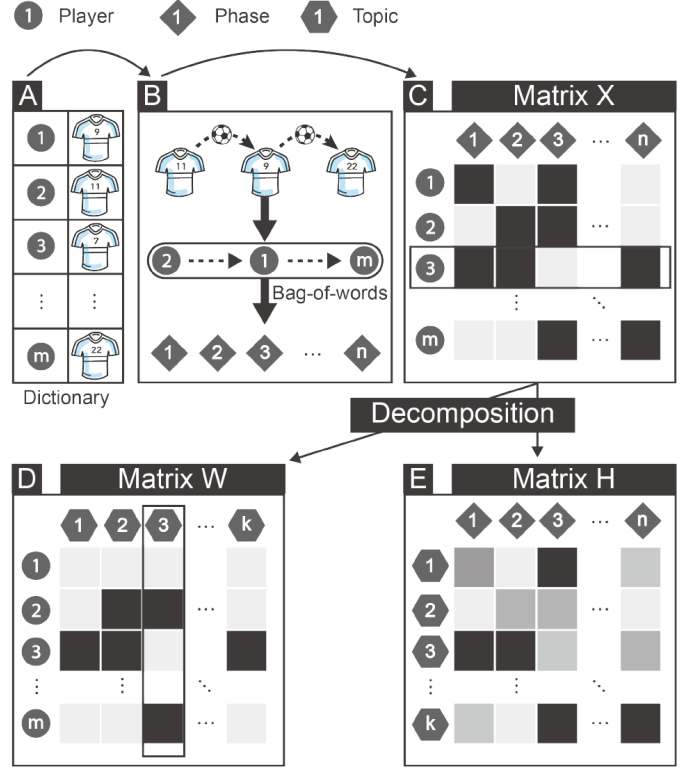 1 Player 1 Phase 1 Topic
A
1 9
2 11
3 7
⋮ ⋮
m 22
Dictionary
B
11 9 22
2 1 m
Bag-of-words
1 2 3 ... n
C Matrix X
1 2 3 ... n
1
2 ...
3
⋮ ⋱
m ...
Decomposition
D Matrix W
1 2 3 ... k
1
2 ...
3
⋮ ⋮ ⋱
m ...
E Matrix H
1 2 3 ... n
1
2 ...
3
⋮ ⋮ ⋱
k ...